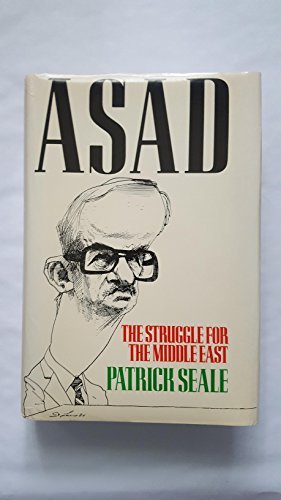 ASAD
THE STRUGGLE FOR
THE MIDDLE EAST
PATRICK SEALE